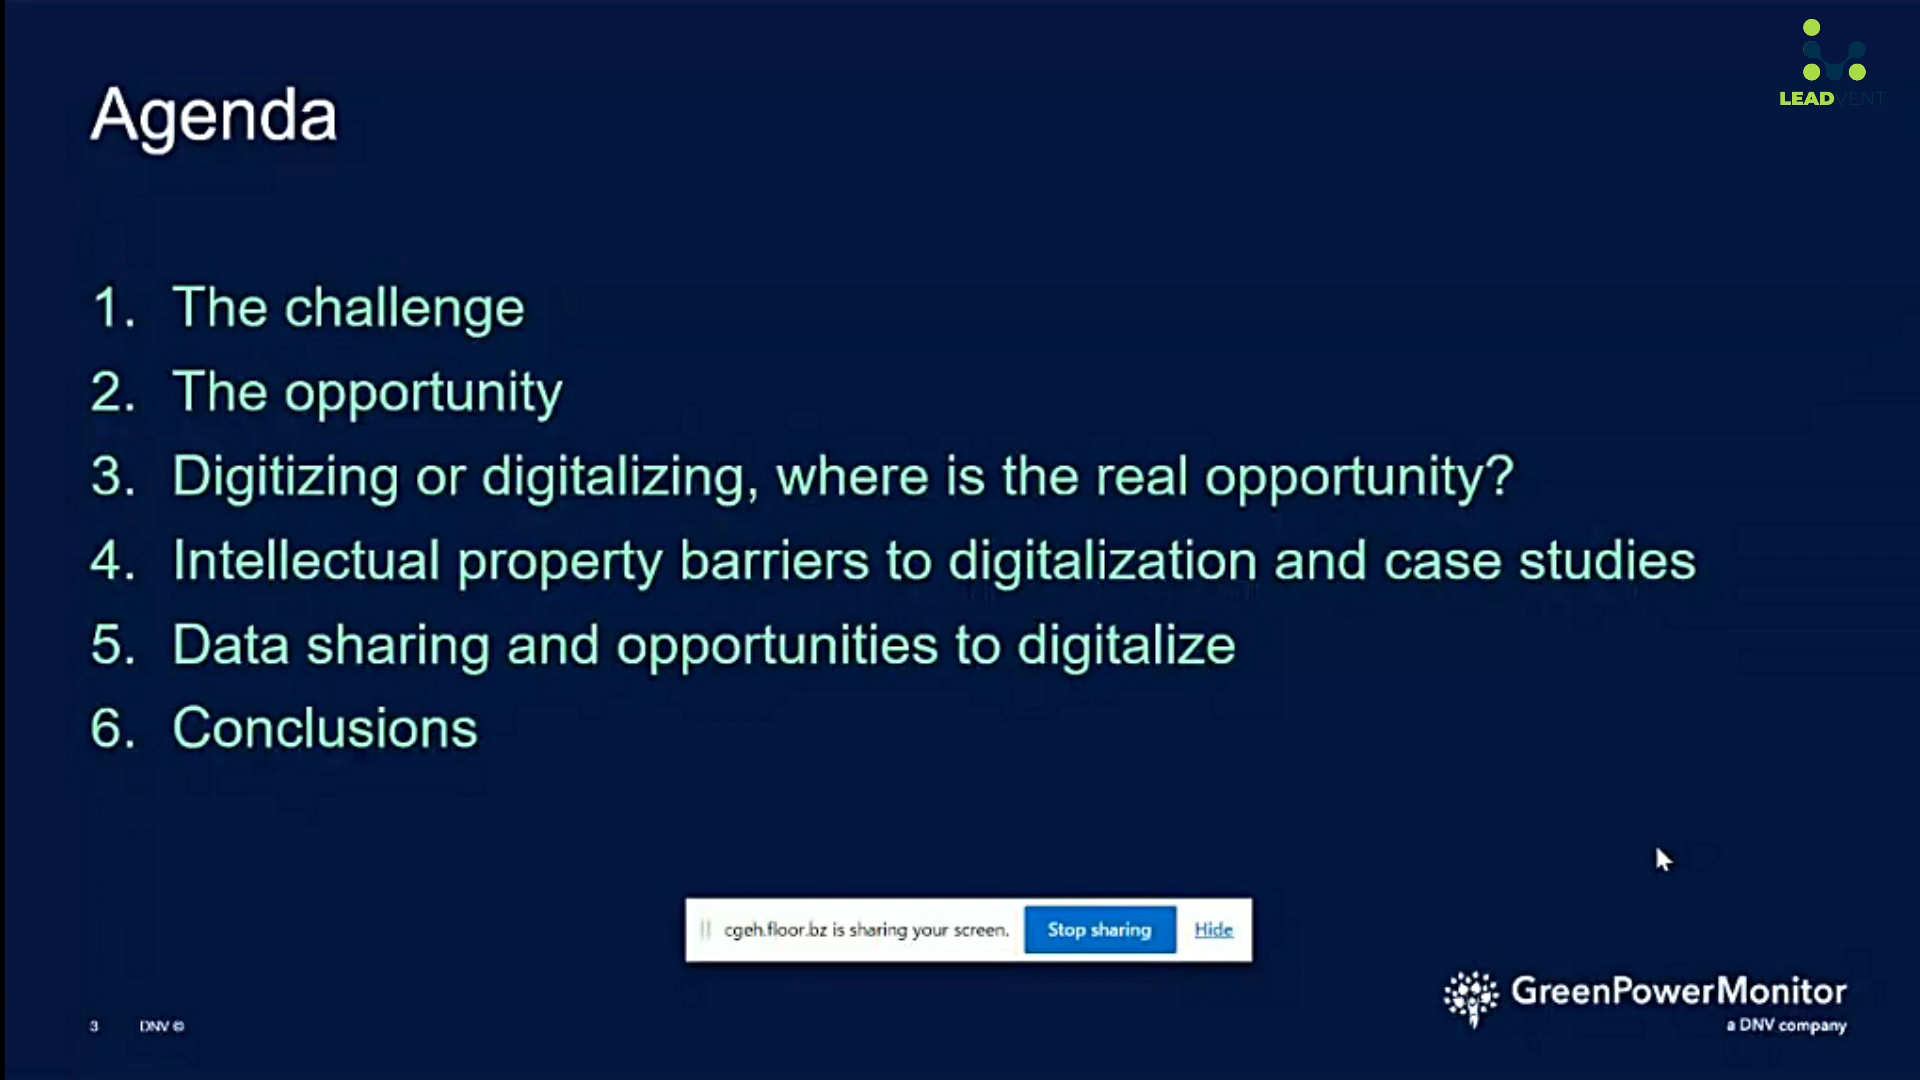 LEADVENT
Agenda
1. The challenge
2. The opportunity
3. Digitizing or digitalizing, where is the real opportunity?
4. Intellectual property barriers to digitalization and case studies
5. Data sharing and opportunities to digitalize
6. Conclusions
cgeh.floor.bz is sharing your screen. Stop sharing Hide
GreenPowerMonitor
a DNV company
3 DNV ©